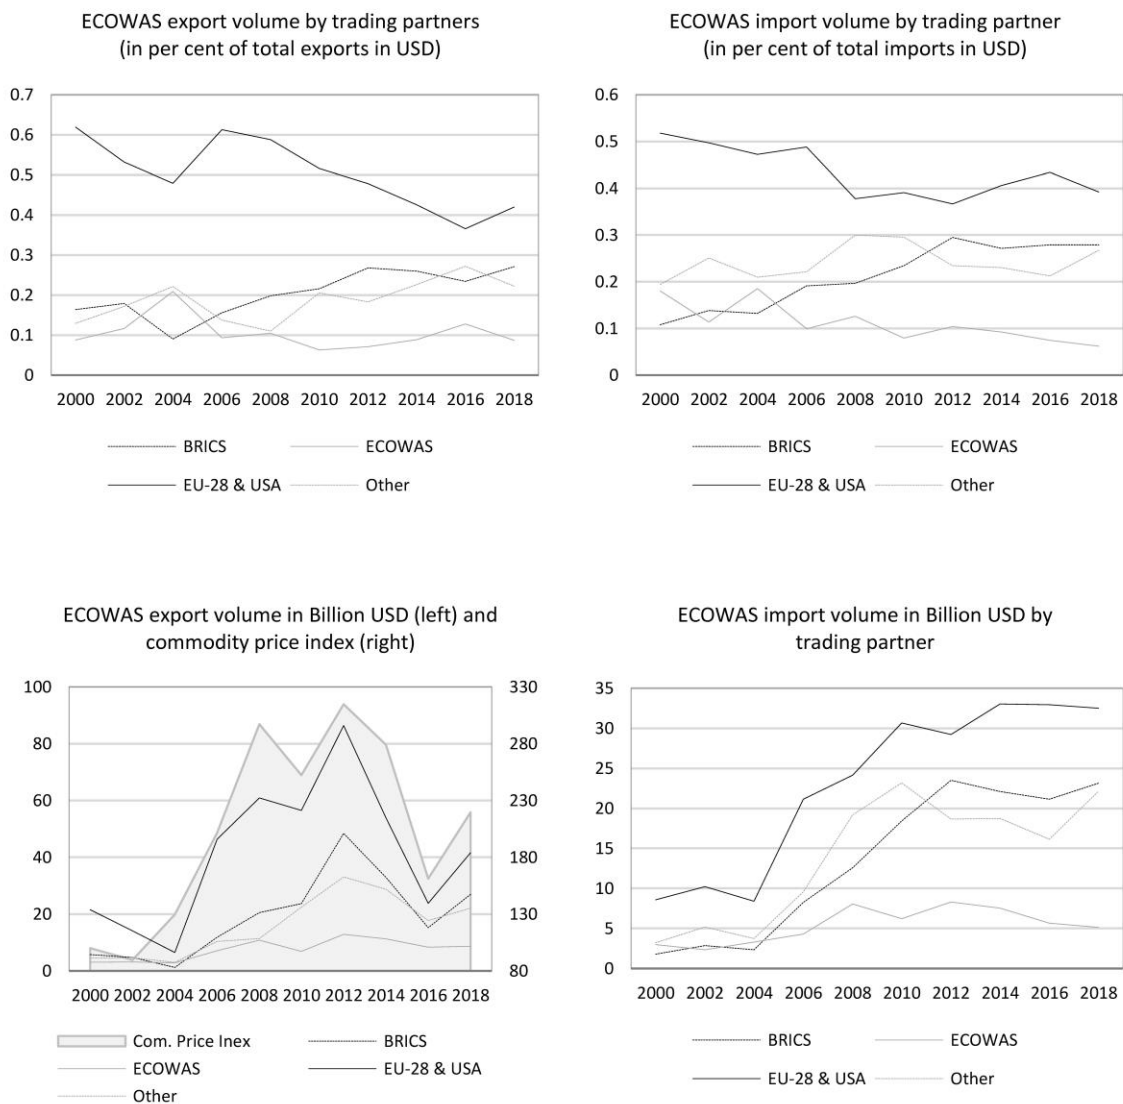 ECOWAS export volume by trading partners
(in per cent of total exports in USD)
0.7
0.6
0.5
0.4
0.3
0.2
0.1
0
2000 2002 2004 2006 2008 2010 2012 2014 2016 2018
BRICS ECOWAS
EU-28 & USA Other
ECOWAS import volume by trading partner
(in per cent of total imports in USD)
0.6
0.5
0.4
0.3
0.2
0.1
0
2000 2002 2004 2006 2008 2010 2012 2014 2016 2018
BRICS ECOWAS
EU-28 & USA Other
ECOWAS export volume in Billion USD (left) and
commodity price index (right)
100 330
80 280
60 230
40 180
20 130
0 80
2000 2002 2004 2006 2008 2010 2012 2014 2016 2018
Com. Price Inex BRICS
ECOWAS EU-28 & USA
Other
ECOWAS import volume in Billion USD by
trading partner
35
30
25
20
15
10
5
0
2000 2002 2004 2006 2008 2010 2012 2014 2016 2018
BRICS ECOWAS
EU-28 & USA Other